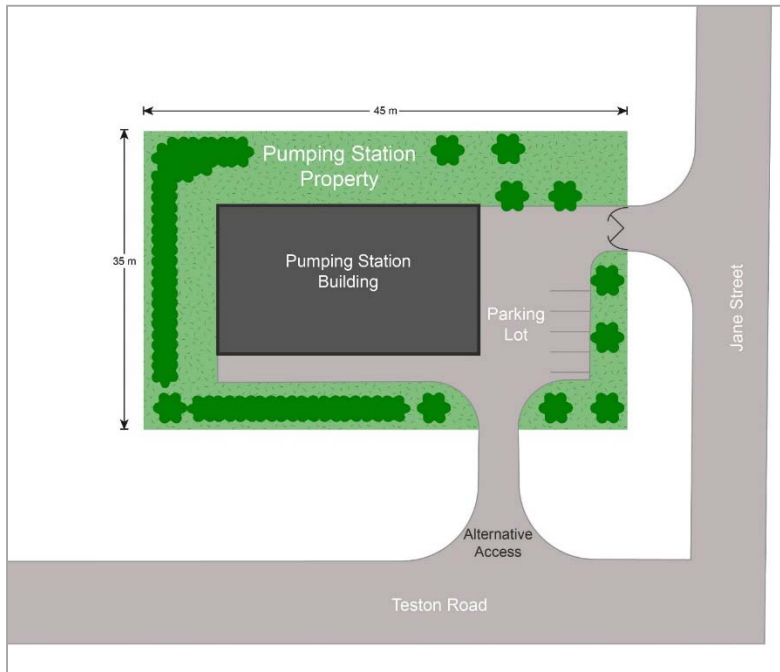 45 m
Pumping Station
Property
35 m
Pumping Station
Building
Parking
Lot
Jane Street
Alternative
Access
Teston Road